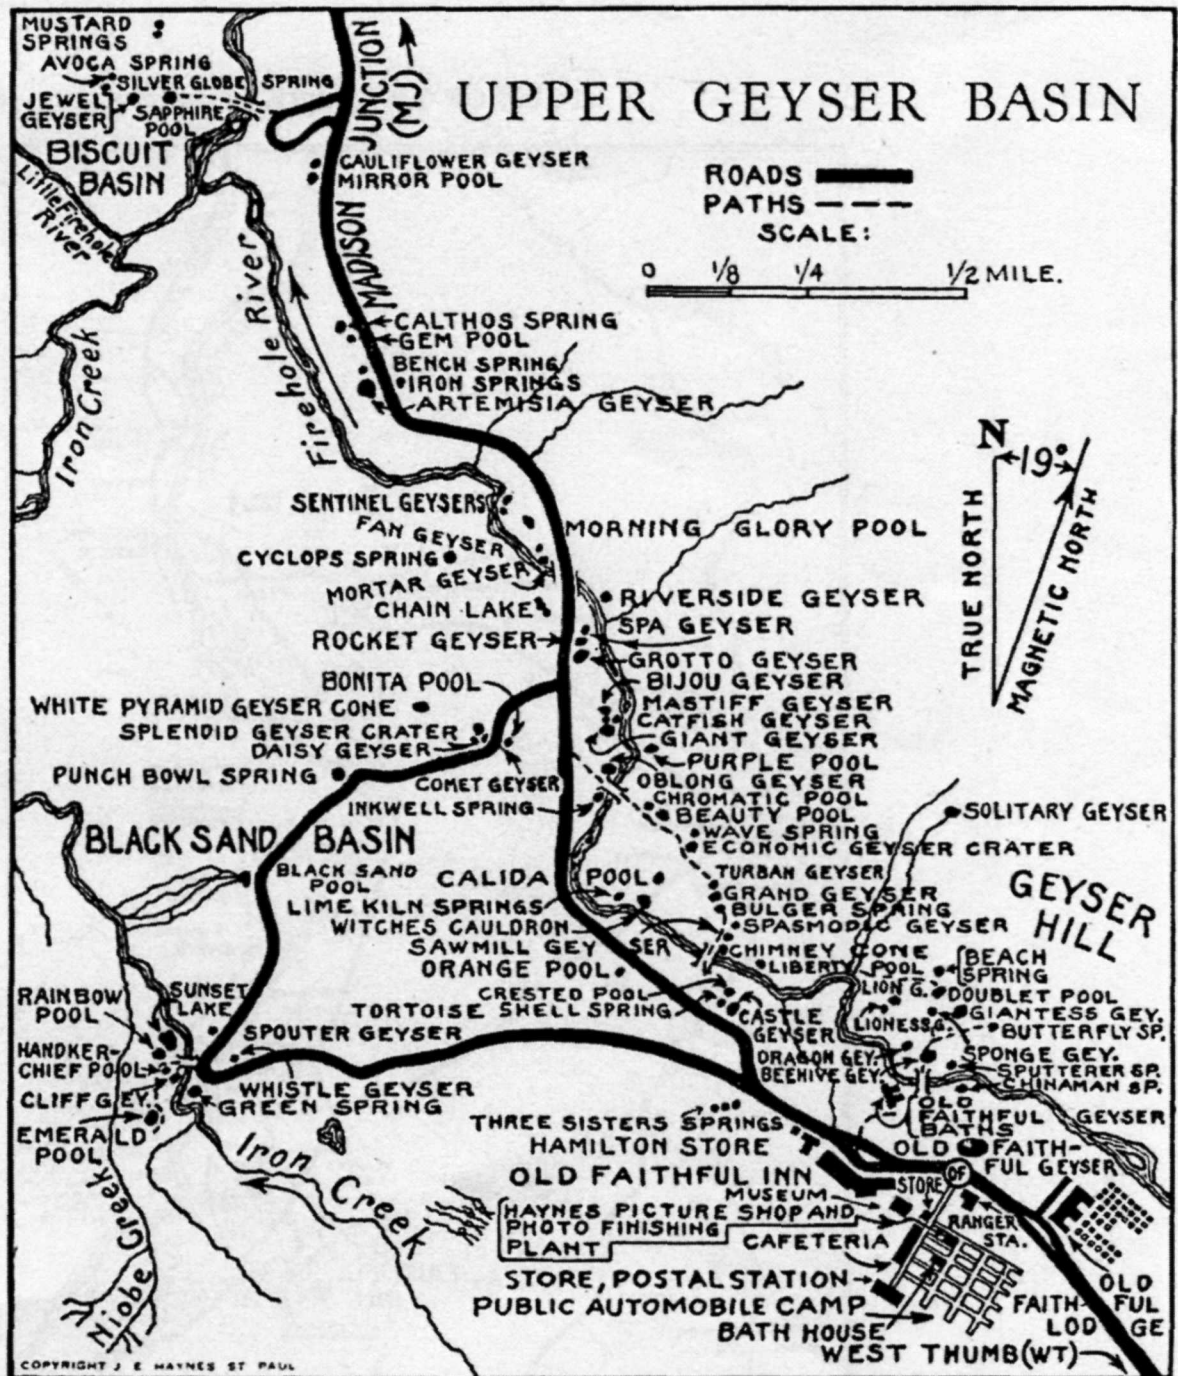 UPPER GEYSER BASIN
ROADS
PATHS
SCALE:
0 1/8 1/4 1/2 MILE.
MUSTARD
SPRINGS
AVOCA SPRING
SILVER GLOBE SPRING
JEWEL
GEYSER
SAPPHIRE
POOL
BISCUIT
BASIN
Little Firehole
River
MADISON JUNCTION
(MJ)
CAULIFLOWER GEYSER
MIRROR POOL
Firehole River
Iron Creek
CALTHOS SPRING
GEM POOL
BENCH SPRING
IRON SPRINGS
ARTEMISIA GEYSER
N
19°
TRUE NORTH
MAGNETIC NORTH
SENTINEL GEYSERS
FAN GEYSER
MORNING GLORY POOL
CYCLOPS SPRING
MORTAR GEYSER
CHAIN LAKE
RIVERSIDE GEYSER
SPA GEYSER
ROCKET GEYSER
GROTTO GEYSER
BONITA POOL
BIJOU GEYSER
MASTIFF GEYSER
WHITE PYRAMID GEYSER CONE
CATFISH GEYSER
SPLENDID GEYSER CRATER
GIANT GEYSER
DAISY GEYSER
PURPLE POOL
PUNCH BOWL SPRING
COMET GEYSER
OBLONG GEYSER
INKWELL SPRING
CHROMATIC POOL
BEAUTY POOL
SOLITARY GEYSER
WAVE SPRING
ECONOMIC GEYSER CRATER
BLACK SAND BASIN
BLACK SAND
POOL
CALIDA POOL
TURBAN GEYSER
GRAND GEYSER
GEYSER
HILL
LIME KILN SPRINGS
BULGER SPRING
WITCHES CAULDRON
SPASMODIC GEYSER
SAWMILL GEYSER
CHIMNEY CONE
ORANGE POOL
LIBERTY POOL
BEACH
SPRING
LION G.
CRESTED POOL
DOUBLET POOL
TORTOISE SHELL SPRING
CASTLE
GEYSER
GIANTESS GEY.
LIONESS G.
BUTTERFLY SP.
RAINBOW
POOL
SUNSET
LAKE
SPOUTER GEYSER
DRAGON GEY.
SPONGE GEY.
HANDKER-
CHIEF POOL
BEEHIVE GEY.
SPUTTERER SP.
CHINAMAN SP.
CLIFF GEY.
WHISTLE GEYSER
GREEN SPRING
OLD
FAITHFUL GEYSER
BATHS
EMERALD
POOL
THREE SISTERS SPRINGS
HAMILTON STORE
OLD FAITH-
FUL GEYSER
Iron Creek
OLD FAITHFUL INN
STORE
OF
MUSEUM
HAYNES PICTURE SHOP AND
PHOTO FINISHING
PLANT
RANGER
STA.
CAFETERIA
STORE, POSTAL STATION
PUBLIC AUTOMOBILE CAMP
BATH HOUSE
OLD
FAITHFUL
LODGE
WEST THUMB (WT)
Niobe Creek
COPYRIGHT J E HAYNES ST PAUL